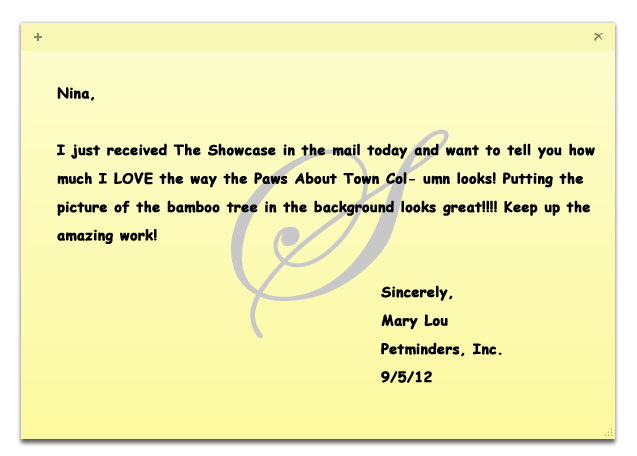 Nina,
I just received The Showcase in the mail today and want to tell you how
much I LOVE the way the Paws About Town Col- umn looks! Putting the
picture of the bamboo tree in the background looks great!!!! Keep up the
amazing work!
Sincerely,
Mary Lou
Petminders, Inc.
9/5/12